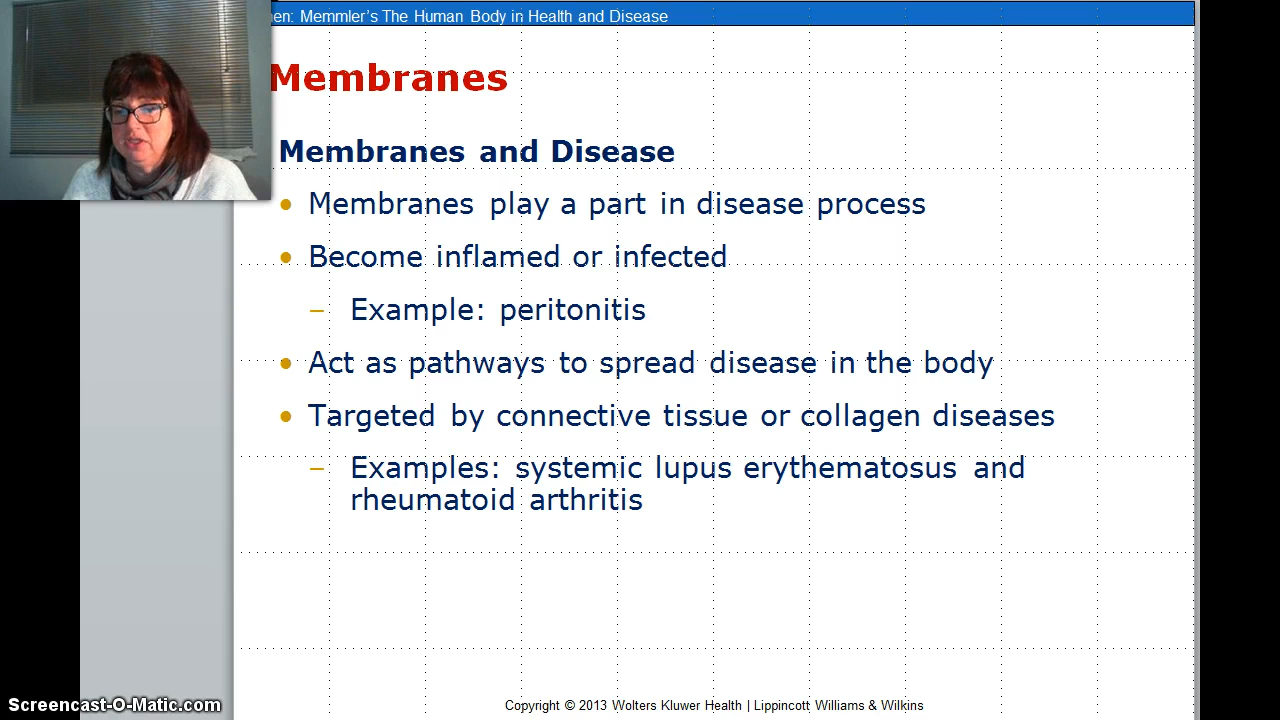 Memmler's The Human Body in Health and Disease
Membranes
Membranes and Disease
• Membranes play a part in disease process
• Become inflamed or infected
– Example: peritonitis
• Act as pathways to spread disease in the body
• Targeted by connective tissue or collagen diseases
– Examples: systemic lupus erythematosus and
rheumatoid arthritis
Screencast-O-Matic.com
Copyright © 2013 Wolters Kluwer Health | Lippincott Williams & Wilkins